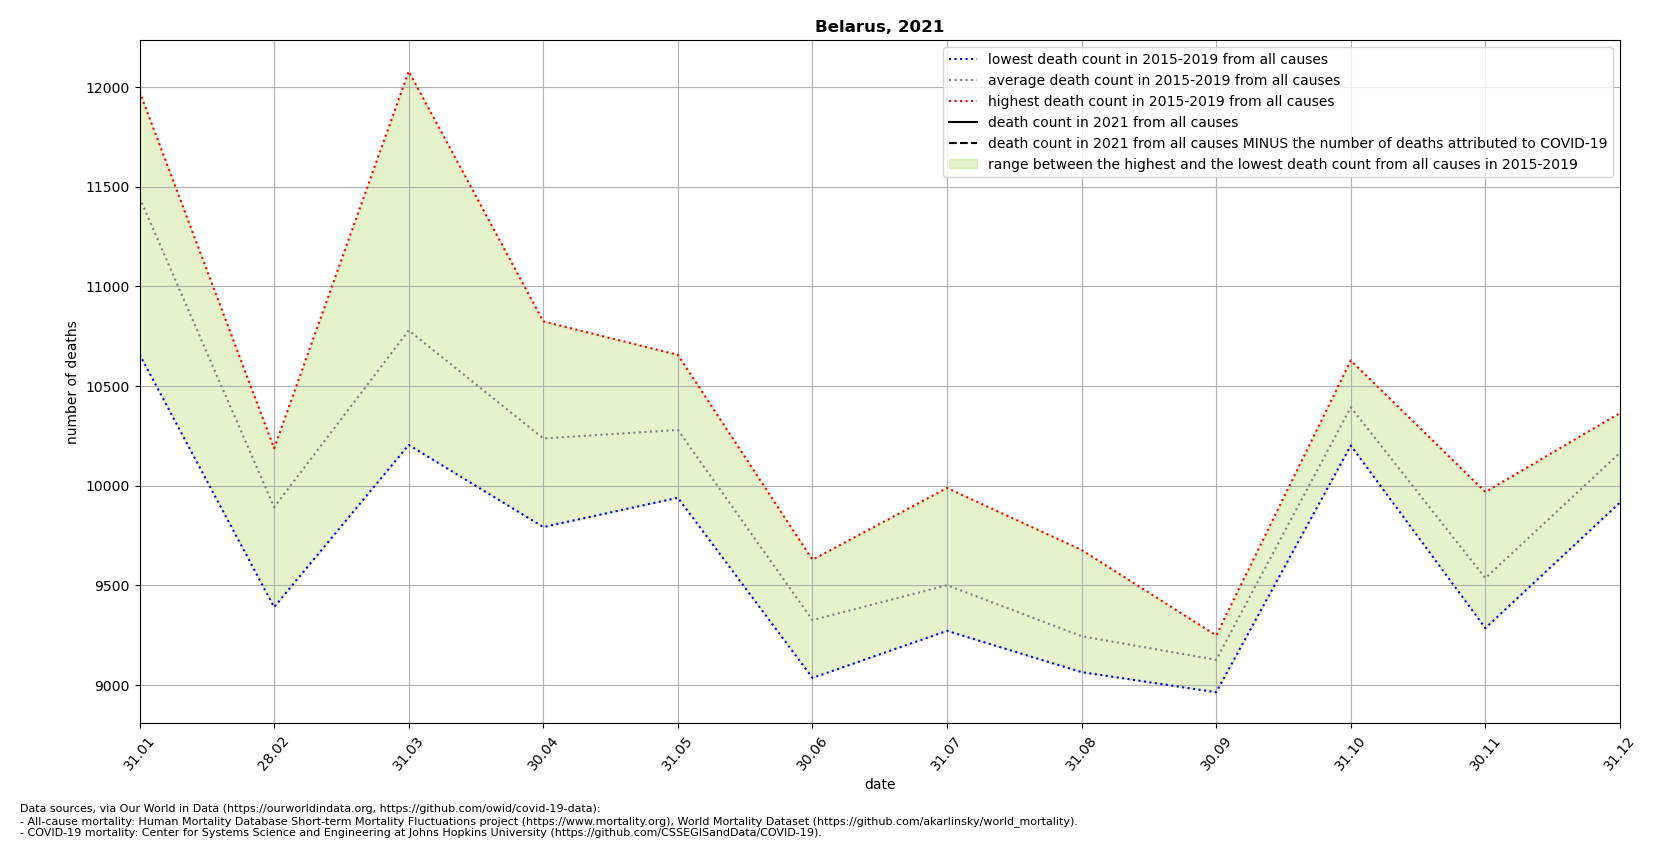 Belarus, 2021
lowest death count in 2015-2019 from all causes
average death count in 2015-2019 from all causes
highest death count in 2015-2019 from all causes
death count in 2021 from all causes
death count in 2021 from all causes MINUS the number of deaths attributed to COVID-19
range between the highest and the lowest death count from all causes in 2015-2019
12000
11500
11000
10500
10000
9500
9000
number of deaths
31.01
28.02
31.03
30.04
31.05
30.06
31.07
31.08
30.09
31.10
30.11
31.12
date
Data sources, via Our World in Data (https://ourworldindata.org, https://github.com/owid/covid-19-data):
- All-cause mortality: Human Mortality Database Short-term Mortality Fluctuations project (https://www.mortality.org), World Mortality Dataset (https://github.com/akarlinsky/world_mortality).
- COVID-19 mortality: Center for Systems Science and Engineering at Johns Hopkins University (https://github.com/CSSEGISandData/COVID-19).